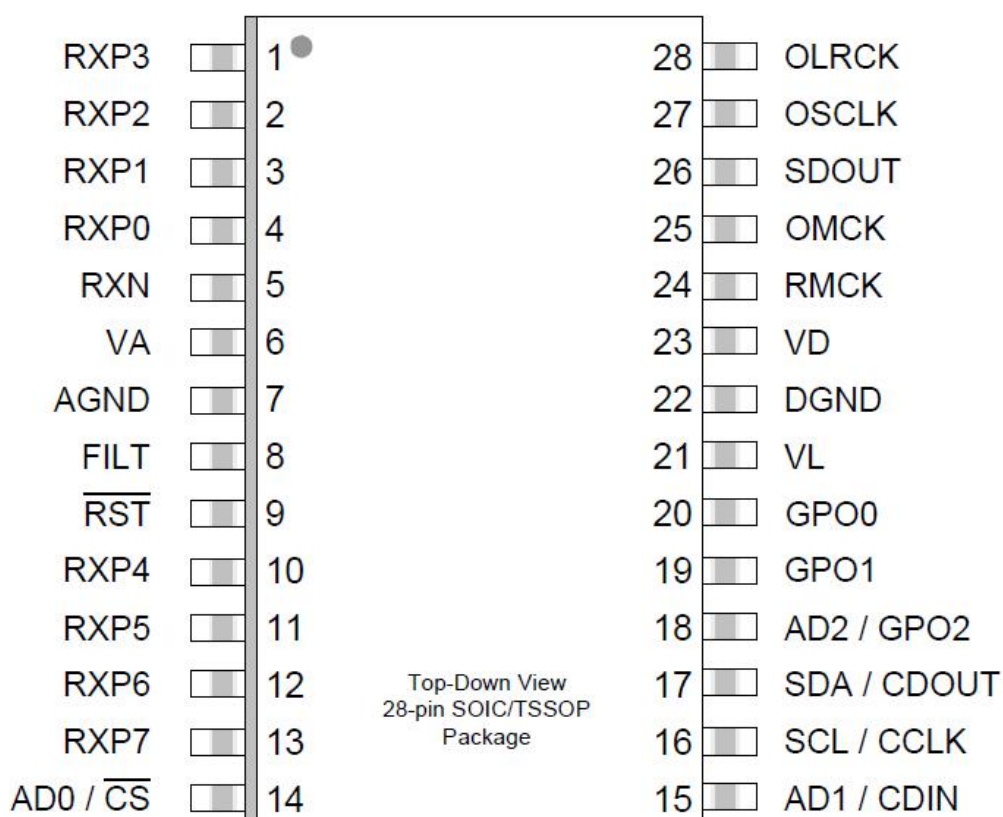 RXP3 1 28 OLRCK
RXP2 2 27 OSCLK
RXP1 3 26 SDOUT
RXP0 4 25 OMCK
RXN 5 24 RMCK
VA 6 23 VD
AGND 7 22 DGND
FILT 8 21 VL
R̅S̅T̅ 9 20 GPO0
RXP4 10 19 GPO1
RXP5 11 18 AD2 / GPO2
RXP6 12 17 SDA / CDOUT
RXP7 13 16 SCL / CCLK
AD0 / C̅S̅ 14 15 AD1 / CDIN
Top-Down View
28-pin SOIC/TSSOP
Package